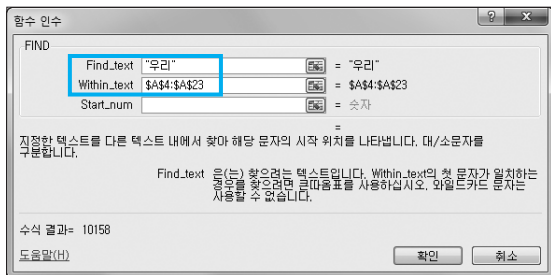 함수 인수
FIND
Find_text "우리" = "우리"
Within_text $A$4:$A$23 = $A$4:$A$23
Start_num = 숫자
=
지정한 텍스트를 다른 텍스트 내에서 찾아 해당 문자의 시작 위치를 나타냅니다. 대/소문자를
구분합니다.
Find_text 은(는) 찾으려는 텍스트입니다. Within_text의 첫 문자가 일치하는
경우를 찾으려면 큰따옴표를 사용하십시오. 와일드카드 문자는
사용할 수 없습니다.
수식 결과= 10158
도움말(H) 확인 취소